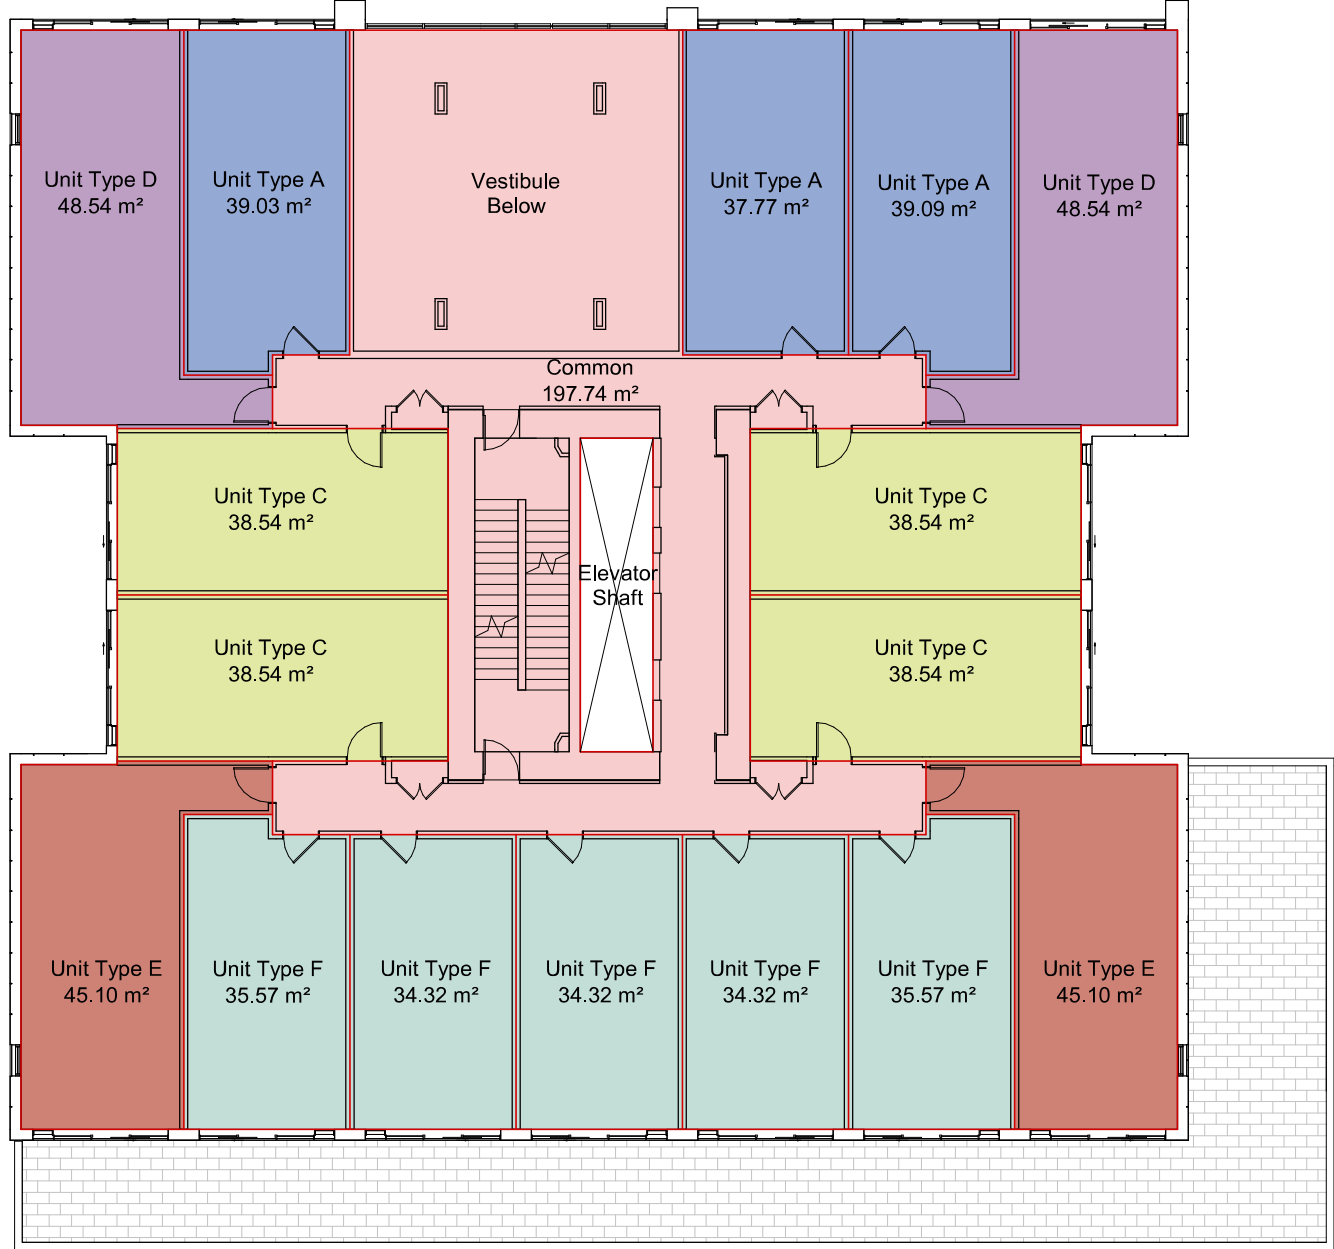 Unit Type D
48.54 m²
Unit Type A
39.03 m²
Vestibule
Below
Unit Type A
37.77 m²
Unit Type A
39.09 m²
Unit Type D
48.54 m²
Common
197.74 m²
Unit Type C
38.54 m²
Unit Type C
38.54 m²
Elevator
Shaft
Unit Type C
38.54 m²
Unit Type C
38.54 m²
Unit Type E
45.10 m²
Unit Type F
35.57 m²
Unit Type F
34.32 m²
Unit Type F
34.32 m²
Unit Type F
34.32 m²
Unit Type F
35.57 m²
Unit Type E
45.10 m²